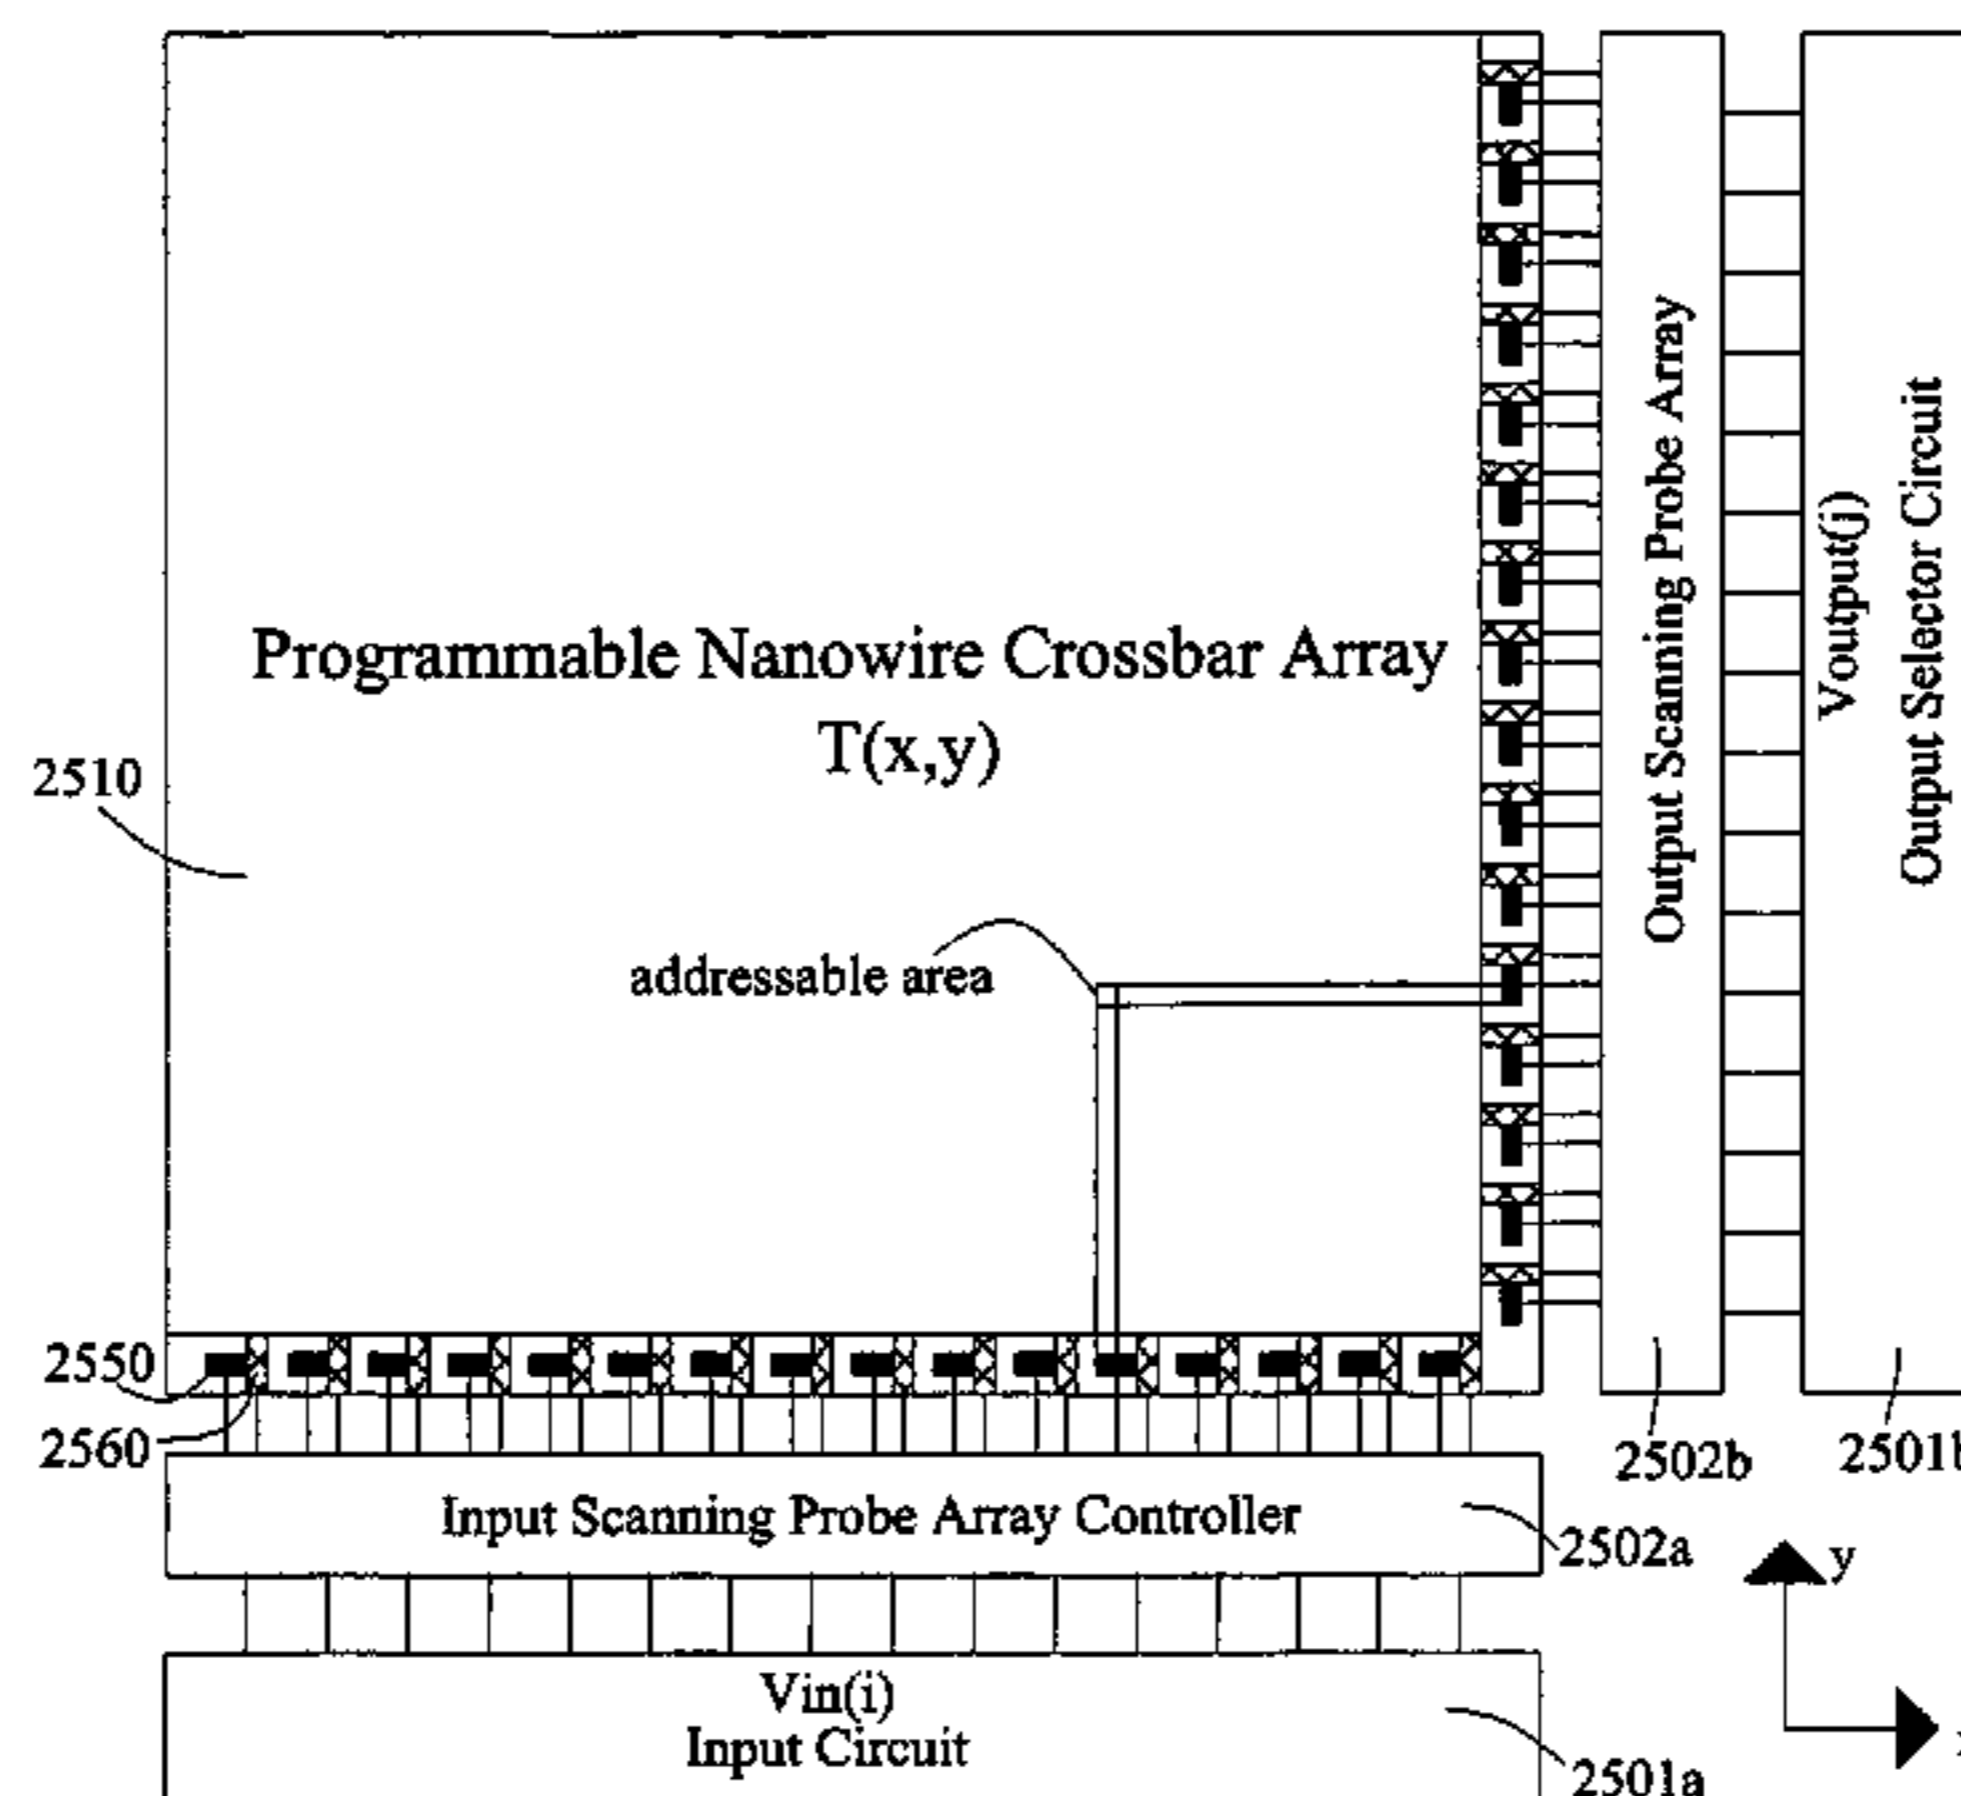 Programmable Nanowire Crossbar Array
T(x,y)
2510
addressable area
Output Scanning Probe Array
Voutput(j)
Output Selector Circuit
2550
2560
2502b
2501b
Input Scanning Probe Array Controller
2502a
y
x
Vin(i)
Input Circuit
2501a